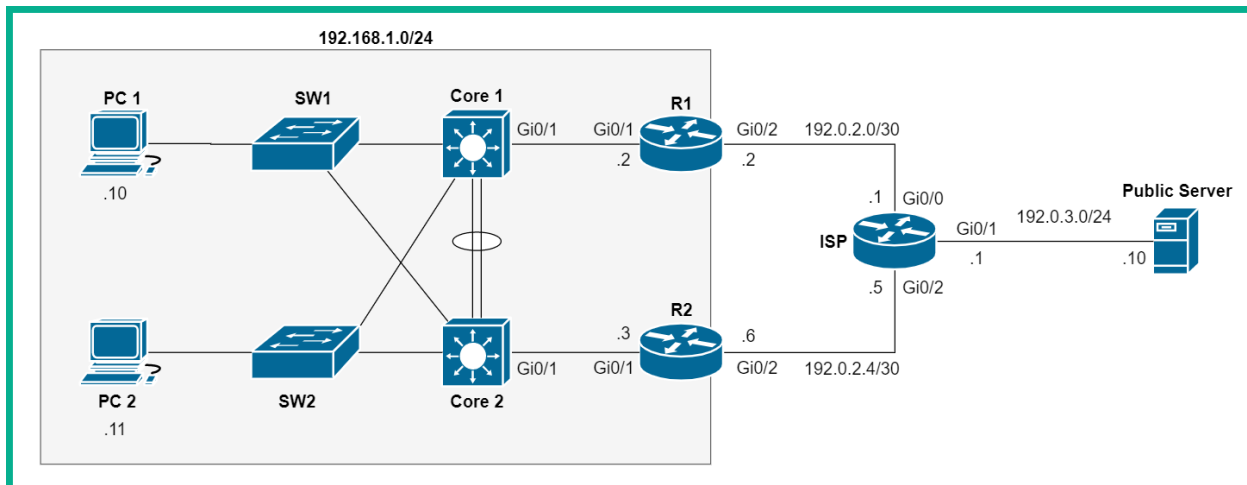 192.168.1.0/24
PC 1
SW1
Core 1
R1
Gi0/1
Gi0/1
Gi0/2
192.0.2.0/30
.2
.2
.10
.1
Gi0/0
Public Server
192.0.3.0/24
ISP
Gi0/1
.1
.10
.5
Gi0/2
R2
.3
.6
Gi0/1
Gi0/1
Gi0/2
192.0.2.4/30
PC 2
SW2
Core 2
.11